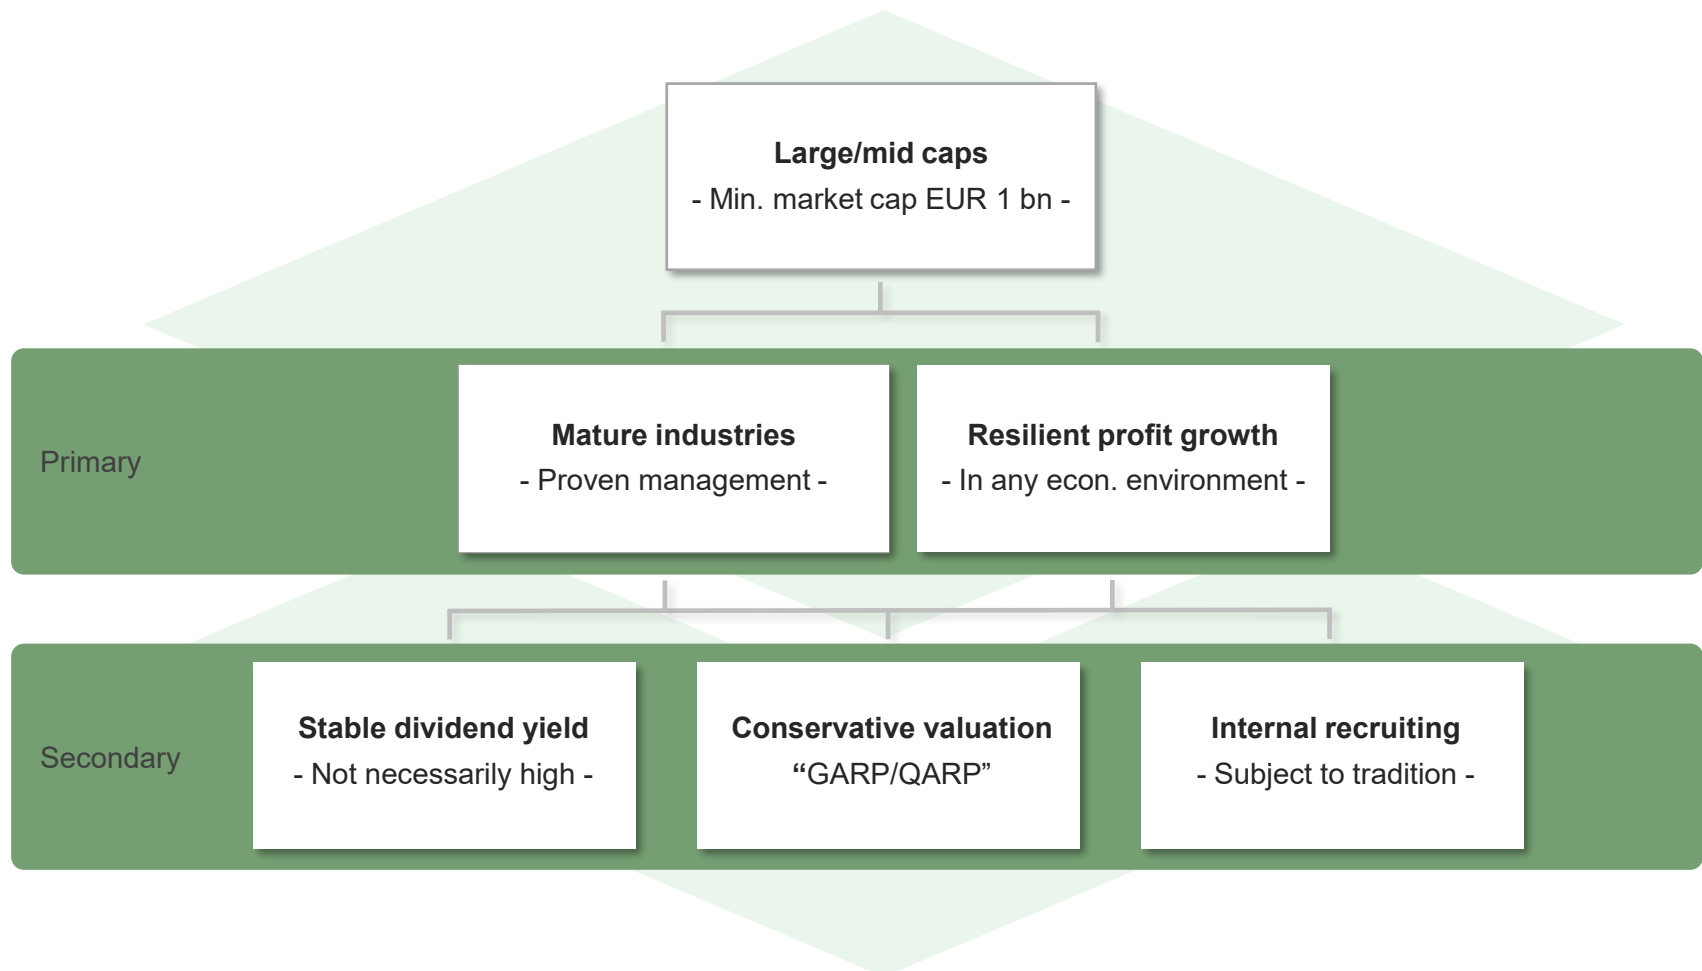 Large/mid caps
- Min. market cap EUR 1 bn -
Primary
Mature industries
- Proven management -
Resilient profit growth
- In any econ. environment -
Secondary
Stable dividend yield
- Not necessarily high -
Conservative valuation
“GARP/QARP”
Internal recruiting
- Subject to tradition -